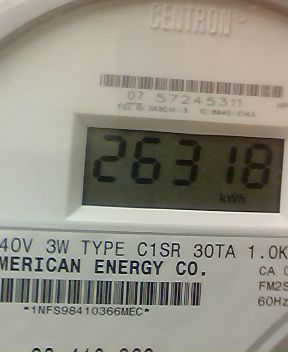 CENTRON®
07 57245311
26318
kWh
40V 3W TYPE C1SR 30TA 1.0K
MERICAN ENERGY CO.
CA 0
FM2S
60Hz
*1NFS98410366MEC*